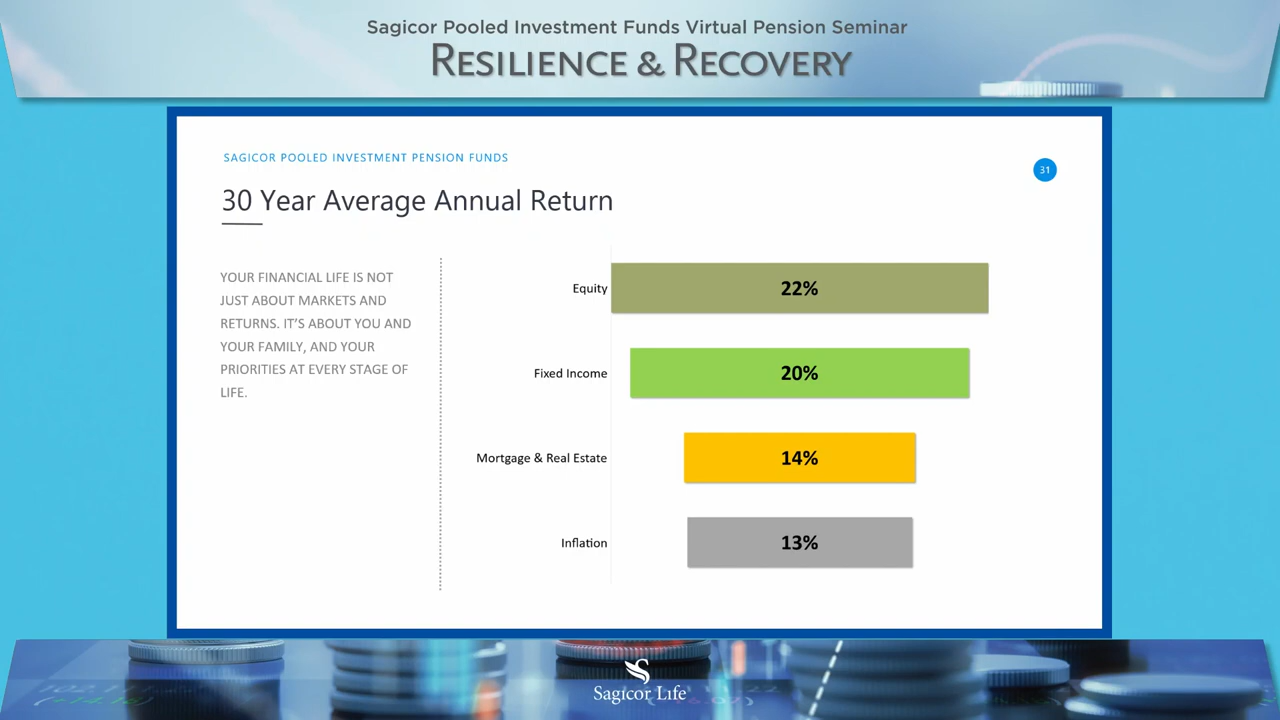 Sagicor Pooled Investment Funds Virtual Pension Seminar
RESILIENCE & RECOVERY
SAGICOR POOLED INVESTMENT PENSION FUNDS
31
30 Year Average Annual Return
YOUR FINANCIAL LIFE IS NOT
JUST ABOUT MARKETS AND
RETURNS. IT'S ABOUT YOU AND
YOUR FAMILY, AND YOUR
PRIORITIES AT EVERY STAGE OF
LIFE.
Equity 22%
Fixed Income 20%
Mortgage & Real Estate 14%
Inflation 13%
Sagicor Life